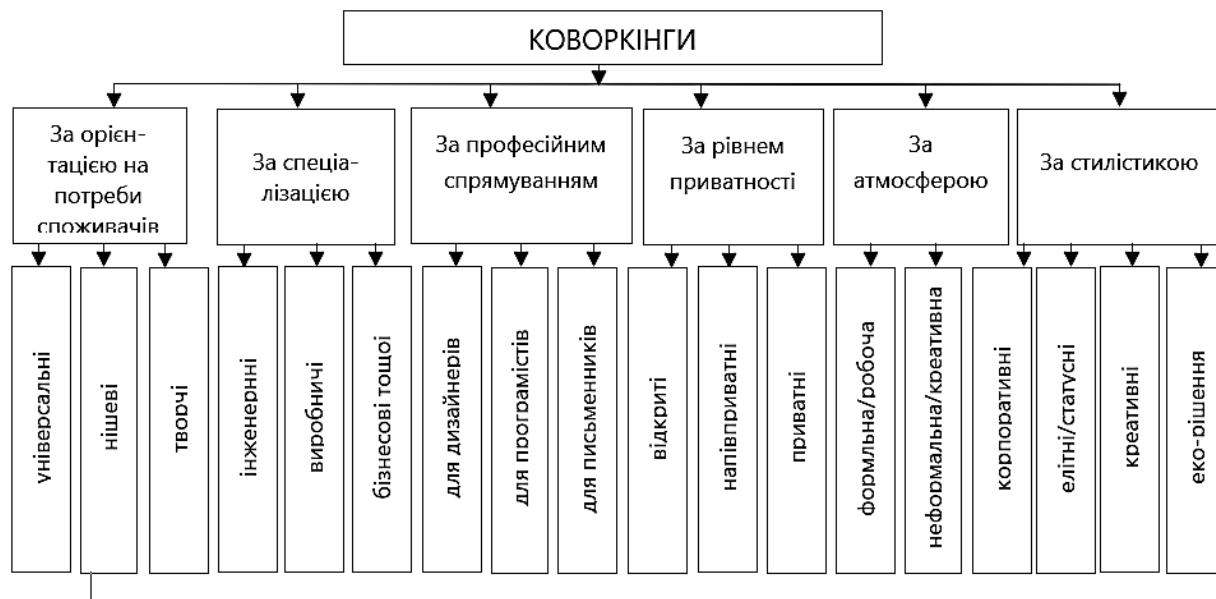 КОВОРКІНГИ
За орієн-
тацією на
потреби
споживачів
За спеціа-
лізацією
За професійним
спрямуванням
За рівнем
приватності
За
атмосферою
За стилістикою
універсальні
нішеві
творчі
інженернні
виробничі
бізнесові тощоі
для дизайнерів
для програмістів
для письменників
відкриті
напівприватні
приватні
формльна/робоча
неформальна/креативна
корпоративні
елітні/статусні
креативні
еко-рішення